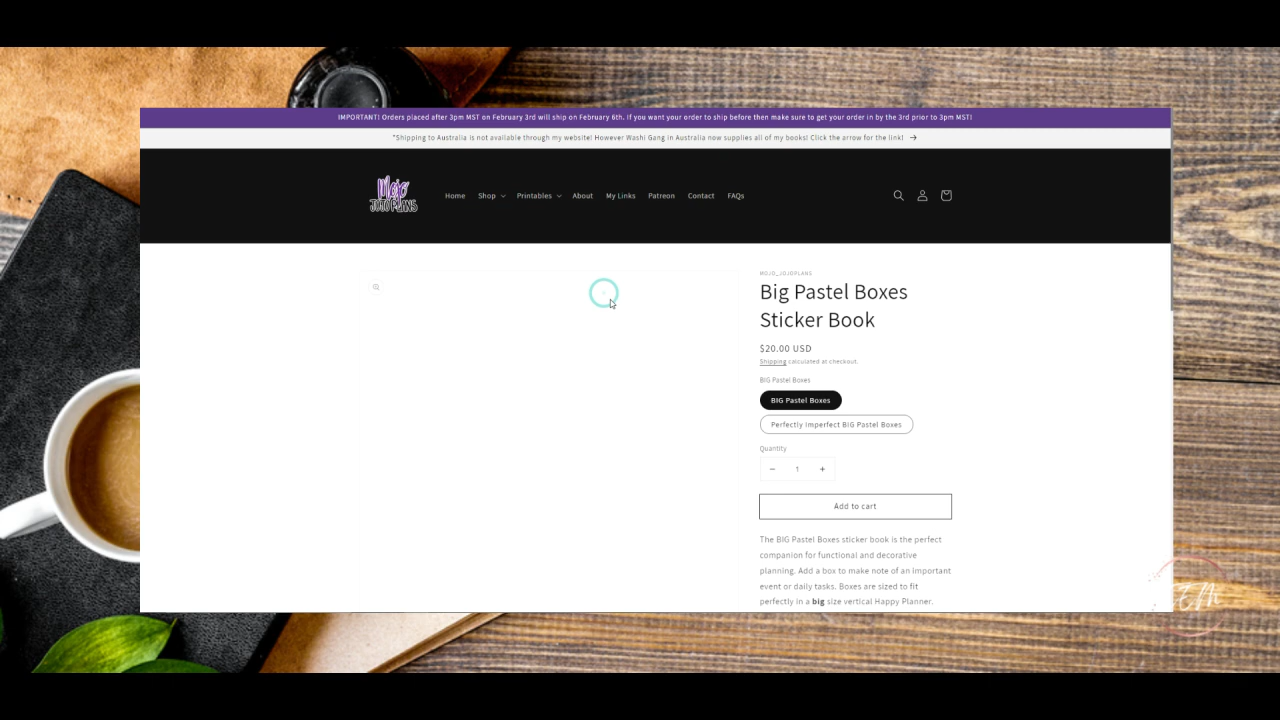 IMPORTANT! Orders placed after 3pm MST on February 3rd will ship on February 6th. If you want your order to ship before then make sure to get your order in by the 3rd prior to 3pm MST!
*Shipping to Australia is not available through my website! However Washi Gang in Australia now supplies all of my books! Click the arrow for the link! →
Mojo
JOJOPLANS
Home Shop Printables About My Links Patreon Contact FAQs
MOJO_JOJOPLANS
Big Pastel Boxes
Sticker Book
$20.00 USD
Shipping calculated at checkout.
BIG Pastel Boxes
BIG Pastel Boxes
Perfectly Imperfect BIG Pastel Boxes
Quantity
− 1 +
Add to cart
The BIG Pastel Boxes sticker book is the perfect
companion for functional and decorative
planning. Add a box to make note of an important
event or daily tasks. Boxes are sized to fit
perfectly in a big size vertical Happy Planner.